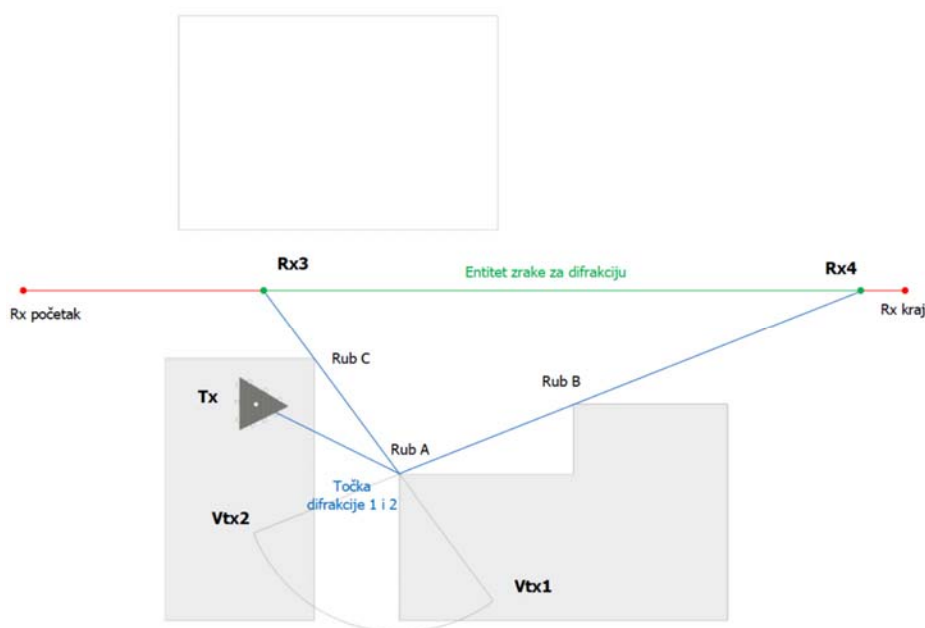 Rx3
Entitet zrake za difrakciju
Rx4
Rx početak
Rx kraj
Rub C
Rub B
Tx
Rub A
Točka
difrakcije 1 i 2
Vtx2
Vtx1